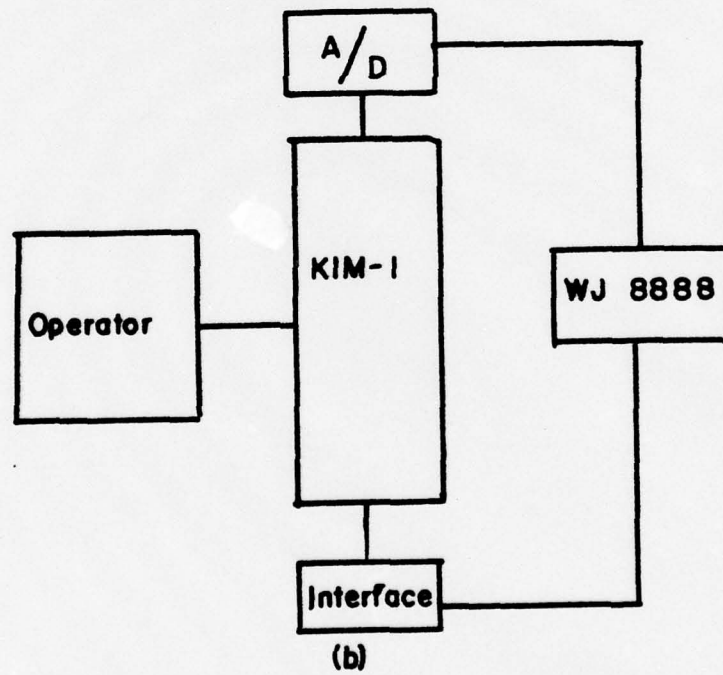 A/D
KIM-1
WJ 8888
Operator
Interface
(b)